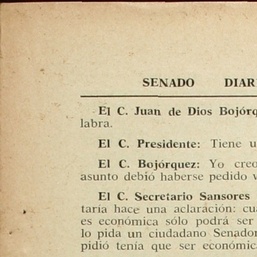 SENADO DIAR
El C. Juan de Dios Bojórq
labra.
El C. Presidente: Tiene u
El C. Bojórquez: Yo creo
asunto debió haberse pedido v
El C. Secretario Sansores
taría hace una aclaración: cua
es económica sólo podrá ser
lo pida un ciudadano Senador
pidió tenía que ser económica